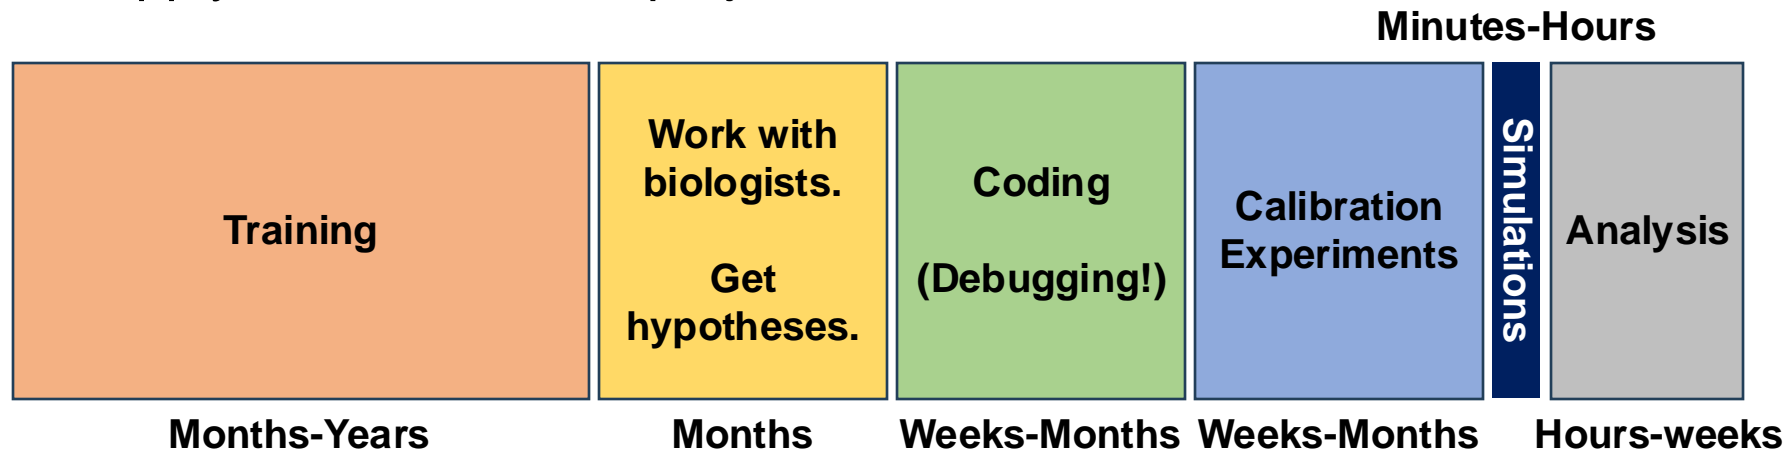 Minutes-Hours
Training
Work with
biologists.
Get
hypotheses.
Coding
(Debugging!)
Calibration
Experiments
Simulations
Analysis
Months-Years
Months
Weeks-Months
Weeks-Months
Hours-weeks